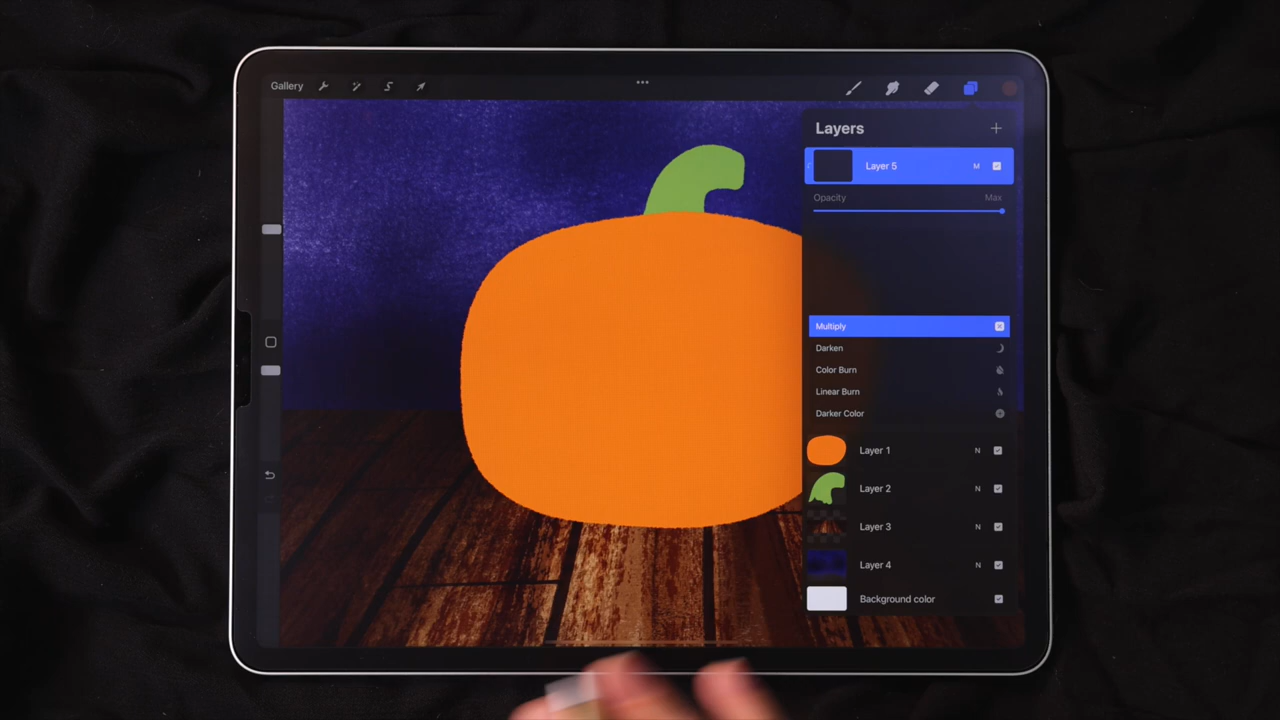 Gallery
Layers
Layer 5 M
Opacity Max
Multiply
Darken
Color Burn
Linear Burn
Darker Color
Layer 1 N
Layer 2 N
Layer 3 N
Layer 4 N
Background color